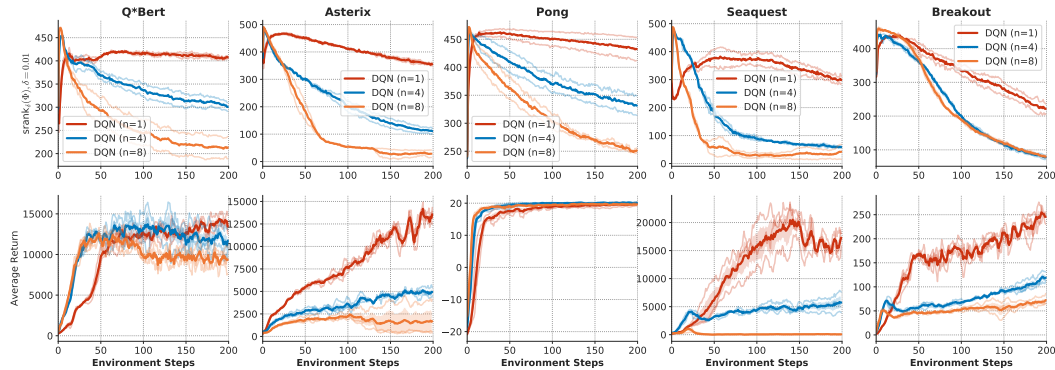 Q*Bert
Asterix
Pong
Seaquest
Breakout
srank_δ(Φ), δ = 0.01
450
400
350
300
250
200
0 50 100 150 200
DQN (n=1)
DQN (n=4)
DQN (n=8)
500
400
300
200
100
0
0 50 100 150 200
DQN (n=1)
DQN (n=4)
DQN (n=8)
450
400
350
300
250
0 50 100 150 200
DQN (n=1)
DQN (n=4)
DQN (n=8)
500
400
300
200
100
0
0 50 100 150 200
DQN (n=1)
DQN (n=4)
DQN (n=8)
400
300
200
100
0 50 100 150 200
DQN (n=1)
DQN (n=4)
DQN (n=8)
Average Return
15000
10000
5000
0
0 50 100 150 200
Environment Steps
15000
12500
10000
7500
5000
2500
0
0 50 100 150 200
Environment Steps
20
10
0
−10
−20
0 50 100 150 200
Environment Steps
20000
15000
10000
5000
0
0 50 100 150 200
Environment Steps
250
200
150
100
50
0
0 50 100 150 200
Environment Steps